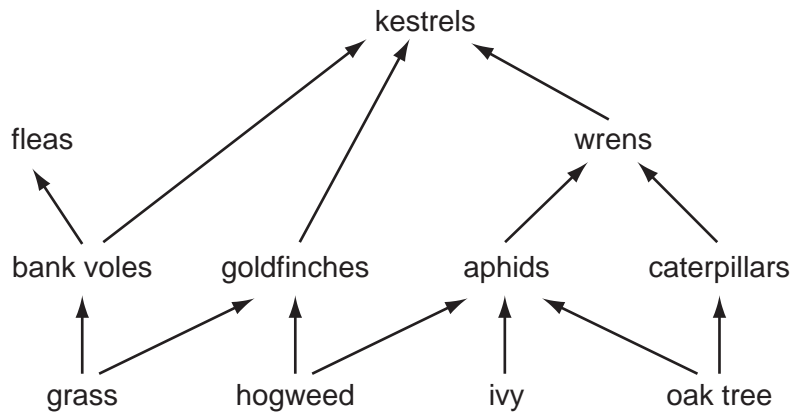 kestrels
fleas
wrens
bank voles
goldfinches
aphids
caterpillars
grass
hogweed
ivy
oak tree